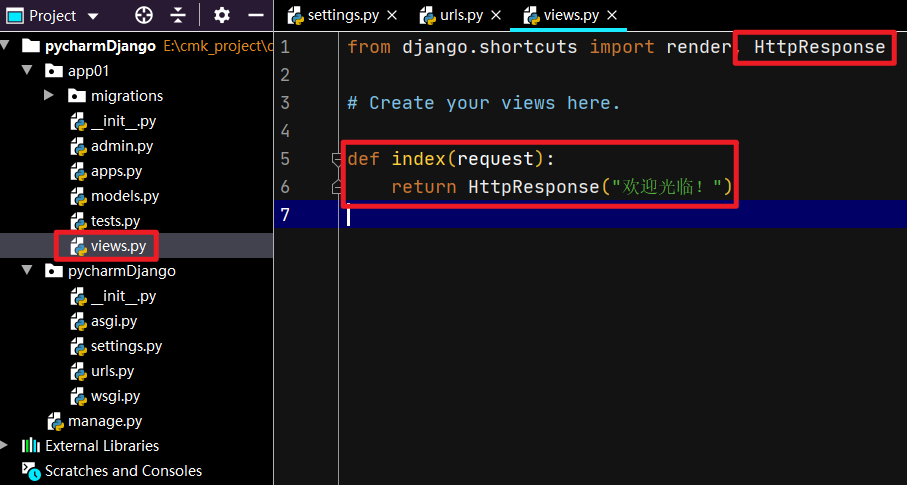 Project
settings.py
urls.py
views.py
pycharmDjango E:\cmk_project\d
app01
migrations
__init__.py
admin.py
apps.py
models.py
tests.py
views.py
pycharmDjango
__init__.py
asgi.py
settings.py
urls.py
wsgi.py
manage.py
External Libraries
Scratches and Consoles
1 from django.shortcuts import render, HttpResponse
2
3 # Create your views here.
4
5 def index(request):
6     return HttpResponse("欢迎光临!")
7